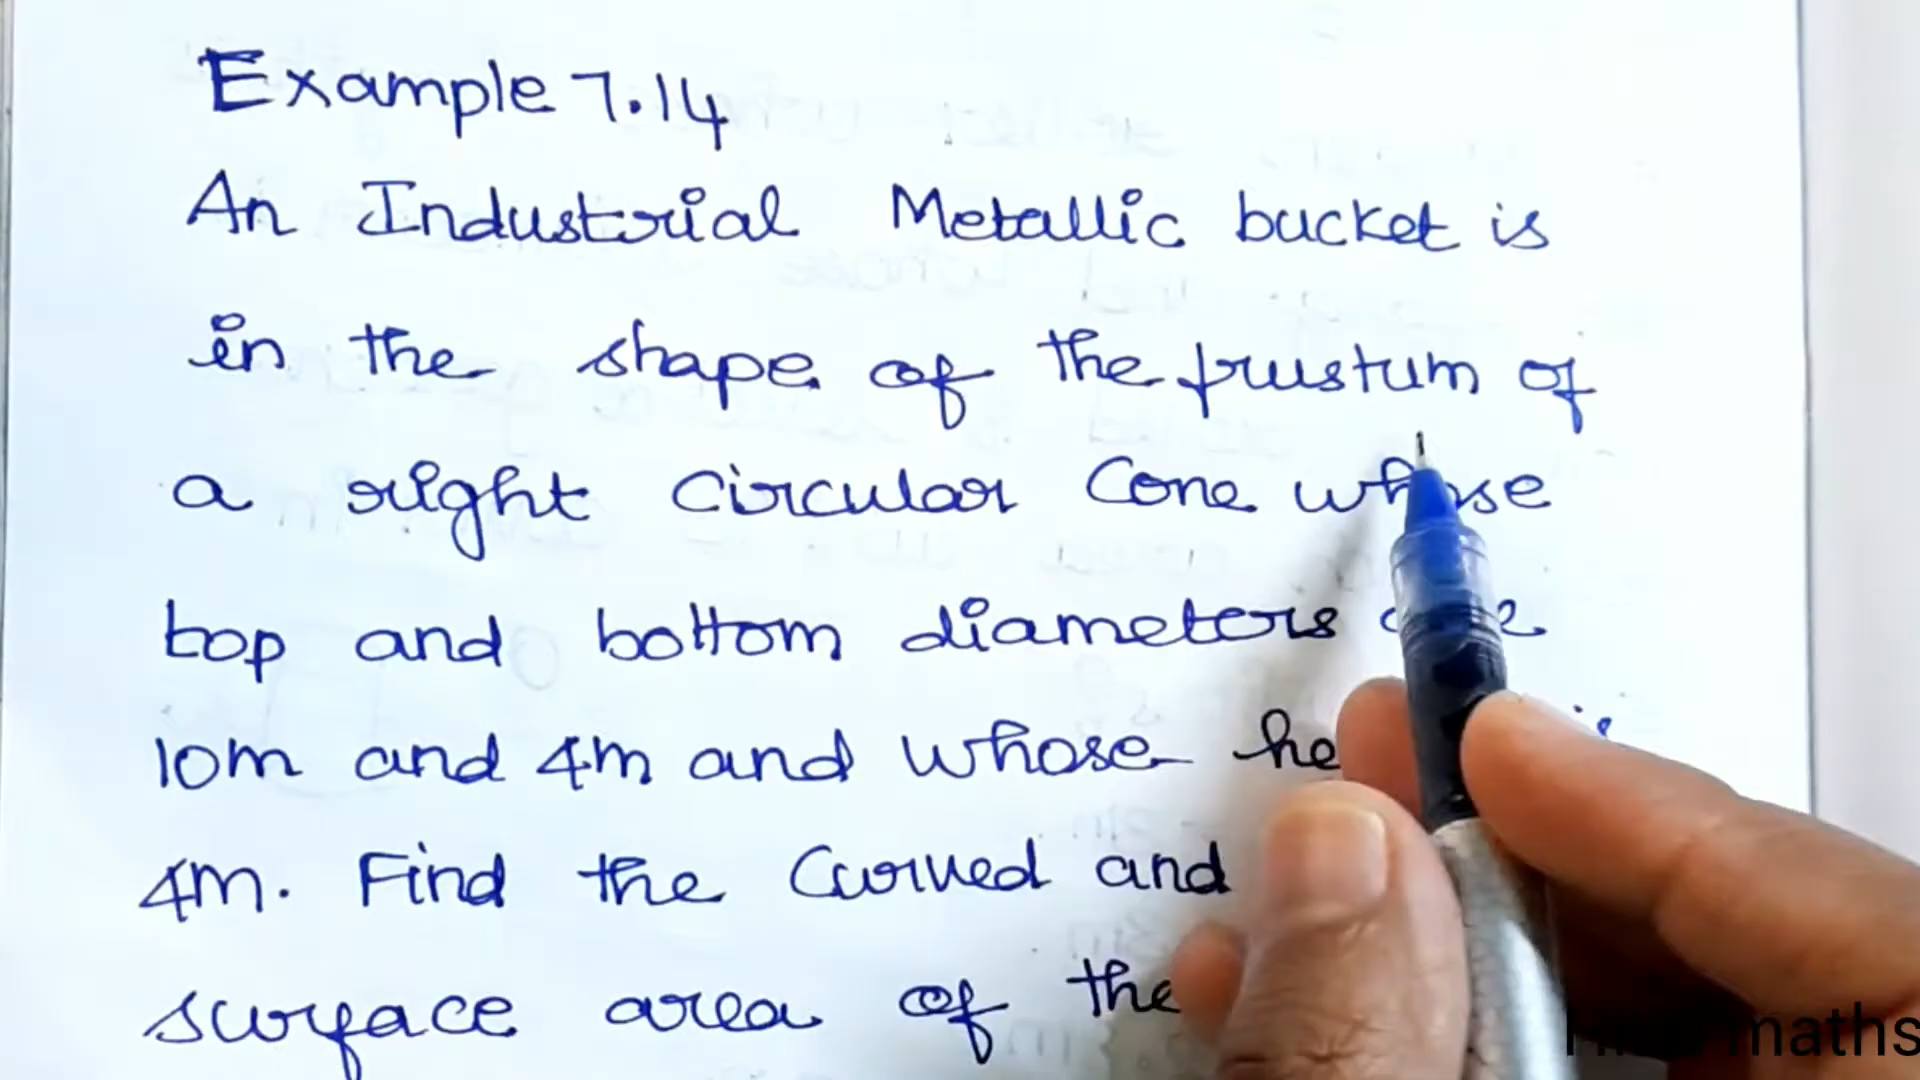 Example 7.14
An Industrial Metallic bucket is
in the shape of the frustum of
a right Circular Cone whose
top and bottom diameters
10m and 4m and whose is
4m. Find the Curved and
surface area of the
maths